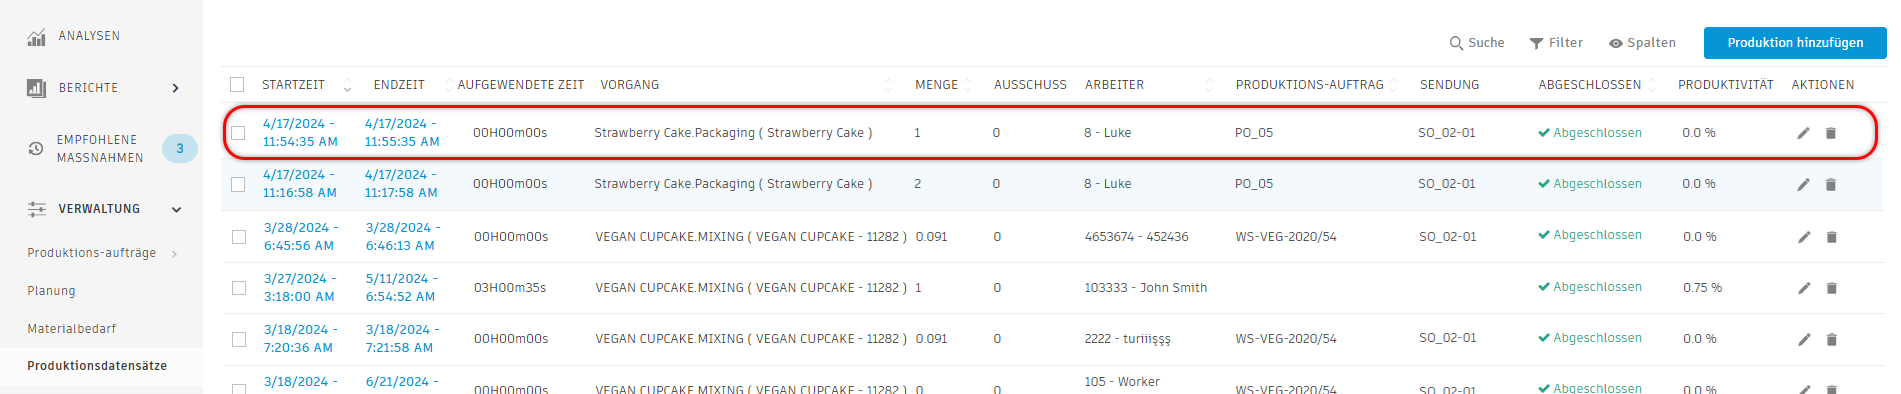 ANALYSEN
BERICHTE
EMPFOHLENE
MASSNAHMEN
3
VERWALTUNG
Produktions-aufträge
Planung
Materialbedarf
Produktionsdatensätze
Suche Filter Spalten Produktion hinzufügen
STARTZEIT ENDZEIT AUFGEWENDETE ZEIT VORGANG MENGE AUSSCHUSS ARBEITER PRODUKTIONS-AUFTRAG SENDUNG ABGESCHLOSSEN PRODUKTIVITÄT AKTIONEN
4/17/2024 - 4/17/2024 -
11:54:35 AM 11:55:35 AM 00H00m00s Strawberry Cake.Packaging ( Strawberry Cake ) 1 0 8 - Luke PO_05 SO_02-01 Abgeschlossen 0.0 %
4/17/2024 - 4/17/2024 -
11:16:58 AM 11:17:58 AM 00H00m00s Strawberry Cake.Packaging ( Strawberry Cake ) 2 0 8 - Luke PO_05 SO_02-01 Abgeschlossen 0.0 %
3/28/2024 - 3/28/2024 -
6:45:56 AM 6:46:13 AM 00H00m00s VEGAN CUPCAKE.MIXING ( VEGAN CUPCAKE - 11282 ) 0.091 0 4653674 - 452436 WS-VEG-2020/54 SO_02-01 Abgeschlossen 0.0 %
3/27/2024 - 5/11/2024 -
3:18:00 AM 6:54:52 AM 03H00m35s VEGAN CUPCAKE.MIXING ( VEGAN CUPCAKE - 11282 ) 1 0 103333 - John Smith Abgeschlossen 0.75 %
3/18/2024 - 3/18/2024 -
7:20:36 AM 7:21:58 AM 00H00m00s VEGAN CUPCAKE.MIXING ( VEGAN CUPCAKE - 11282 ) 0.091 0 2222 - turiiişşş WS-VEG-2020/54 SO_02-01 Abgeschlossen 0.0 %
3/18/2024 - 6/21/2024 - 105 - Worker
00H00m00s VEGAN CUPCAKE.MIXING ( VEGAN CUPCAKE - 11282 ) 0 0 WS-VEG-2020/54 SO_02-01 Abgeschlossen 0.0 %